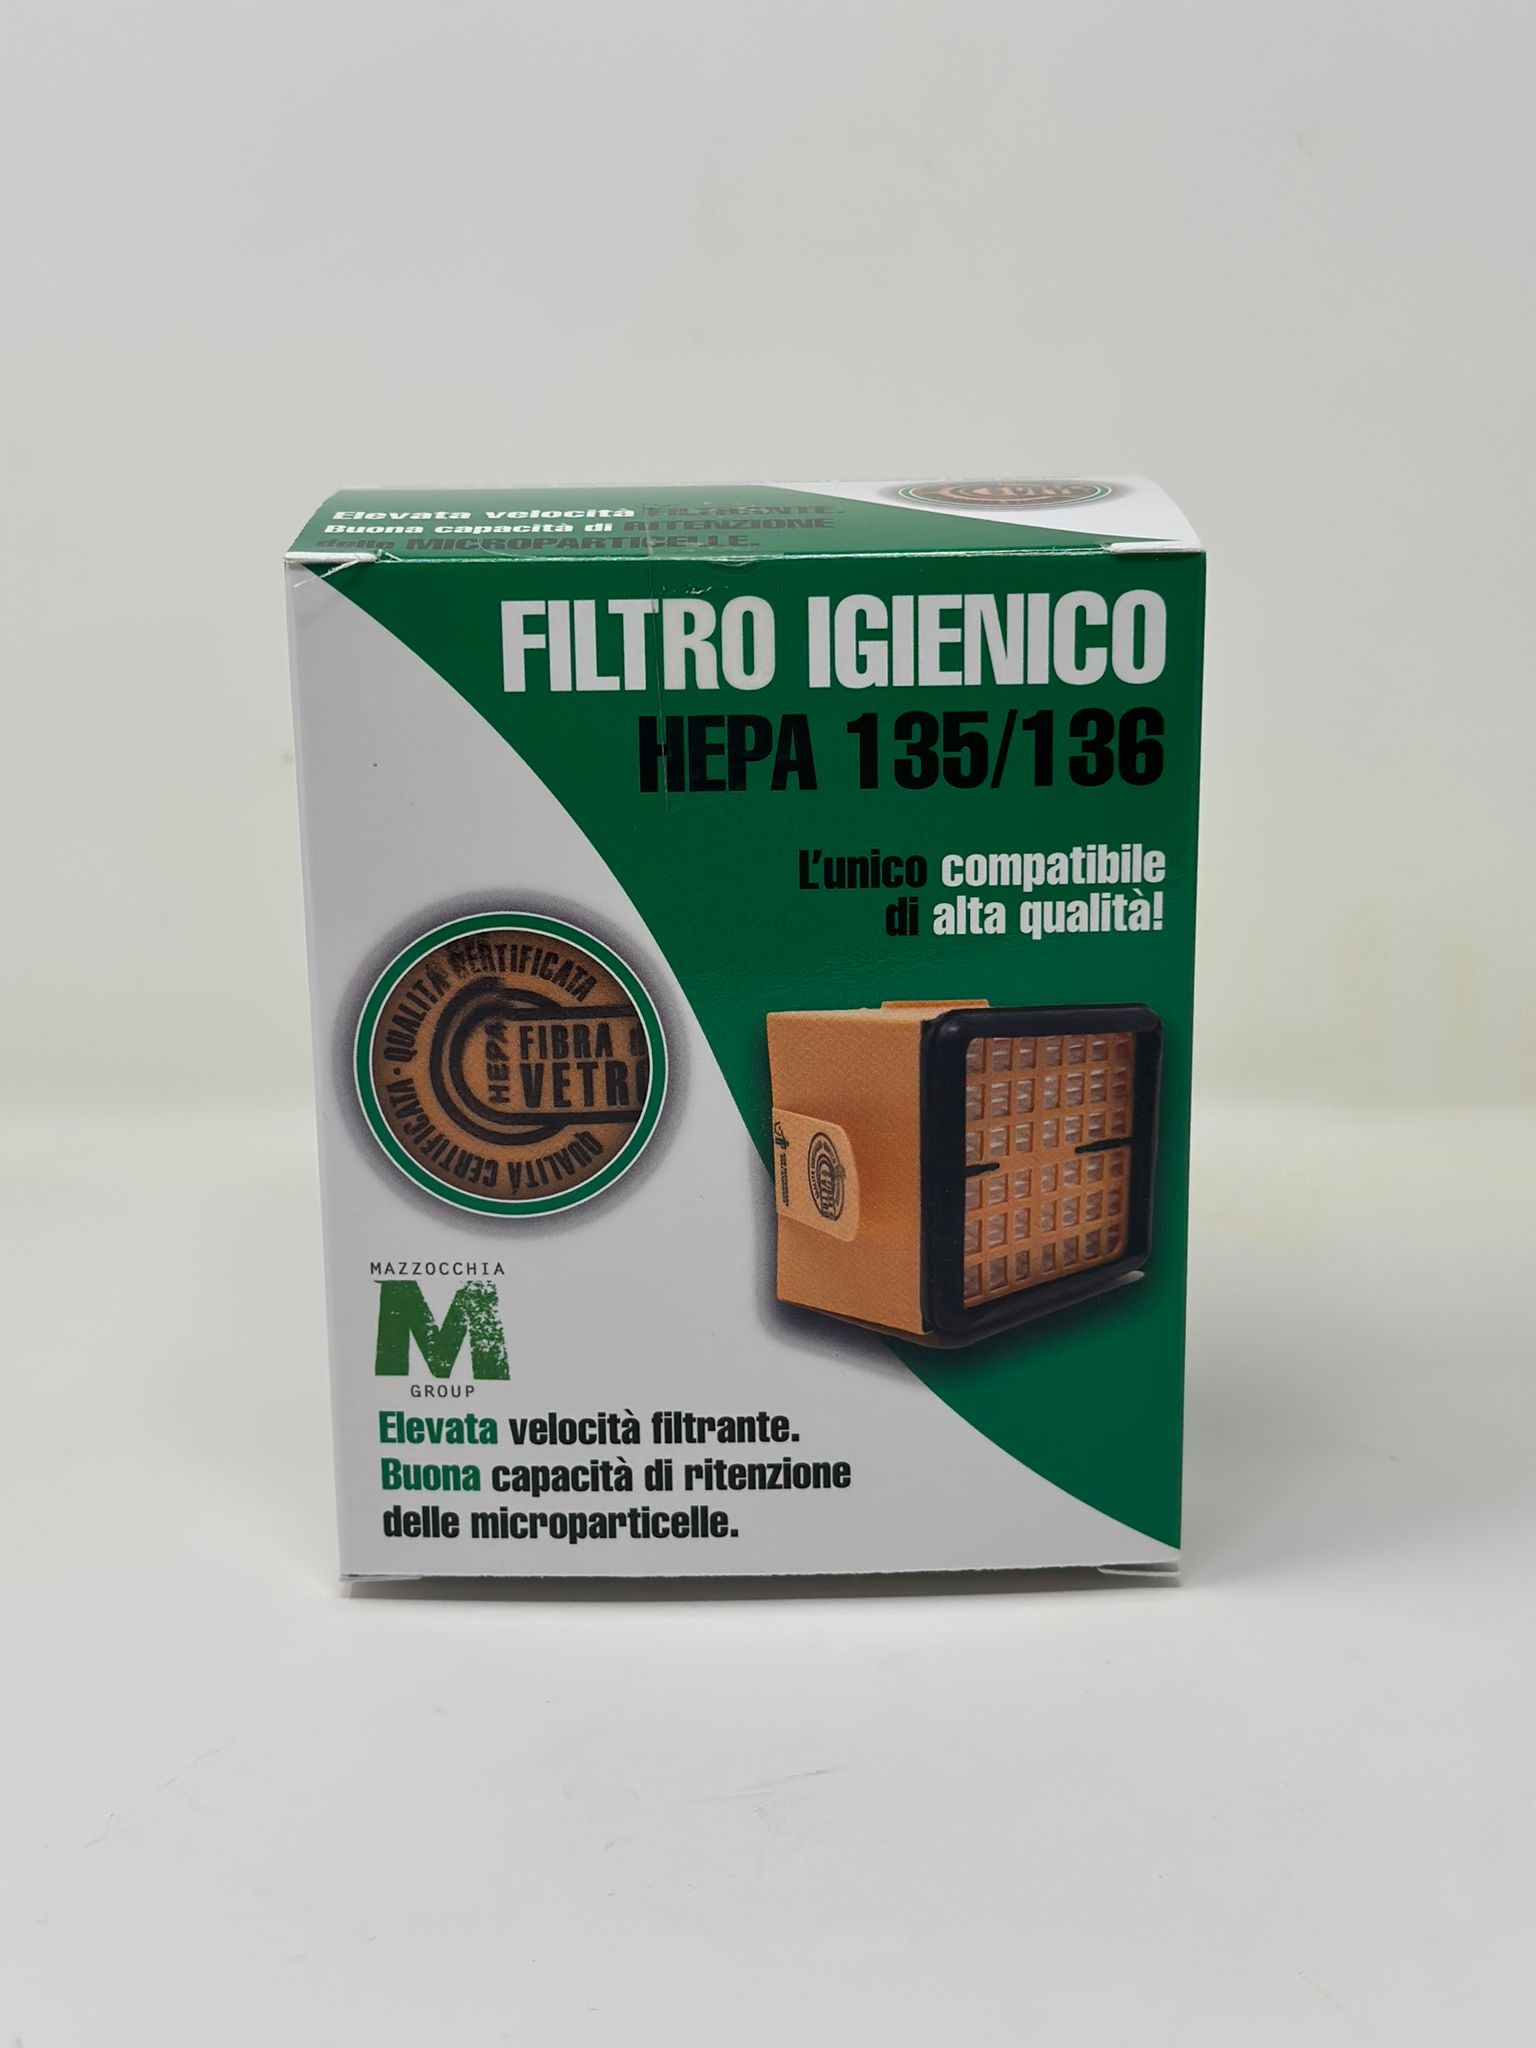 Elevata velocità FILTRANTE.
Buona capacità di RITENZIONE
delle MICROPARTICELLE.
FILTRO IGIENICO
HEPA 135/136
L'unico compatibile
di alta qualità!
QUALITÀ CERTIFICATA · QUALITÀ CERTIFICATA
HEPA
FIBRA
VETRO
MAZZOCCHIA
M
GROUP
Elevata velocità filtrante.
Buona capacità di ritenzione
delle microparticelle.